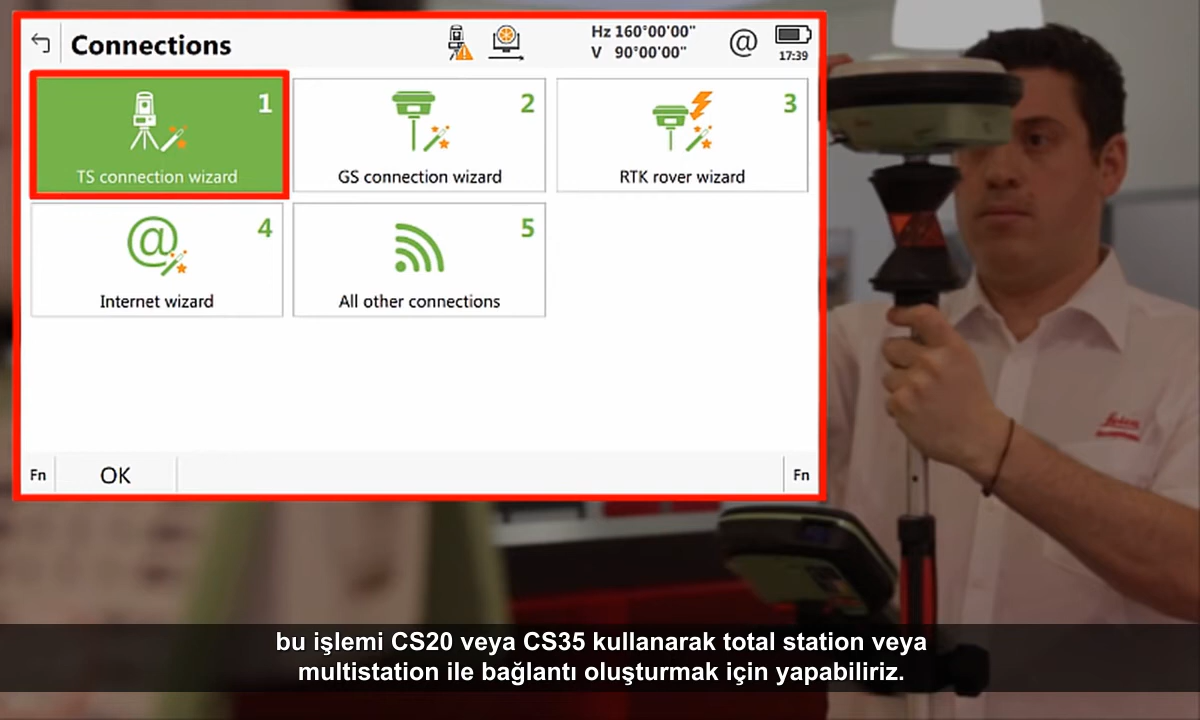 Connections
Hz 160°00'00"
V 90°00'00"
@
17:39
1
TS connection wizard
2
GS connection wizard
3
RTK rover wizard
4
@
Internet wizard
5
All other connections
Fn
OK
Fn
Leica
bu işlemi CS20 veya CS35 kullanarak total station veya
multistation ile bağlantı oluşturmak için yapabiliriz.